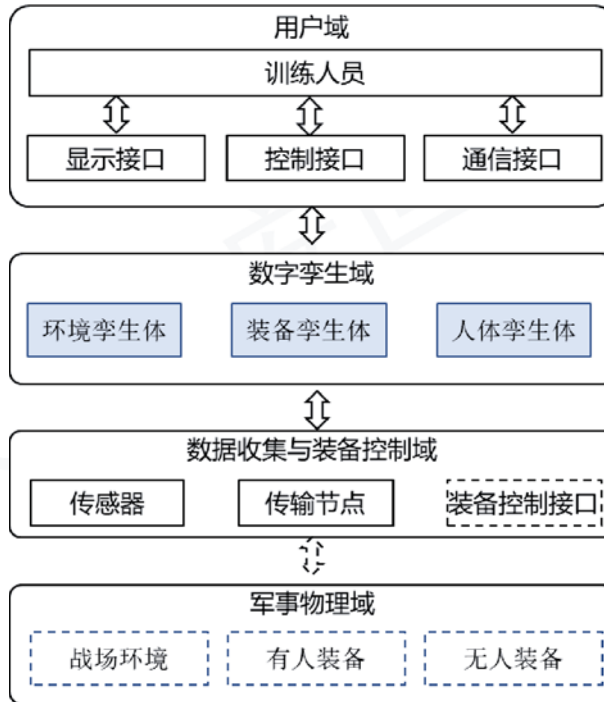 用户域
训练人员
显示接口 控制接口 通信接口
数字孪生域
环境孪生体 装备孪生体 人体孪生体
数据收集与装备控制域
传感器 传输节点 装备控制接口
军事物理域
战场环境 有人装备 无人装备